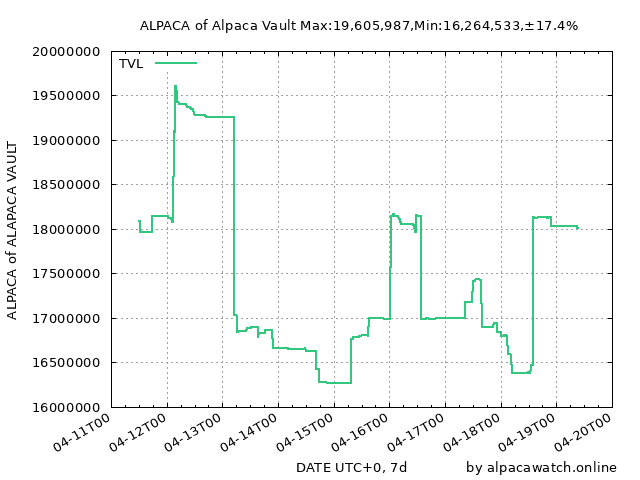 ALPACA of Alpaca Vault Max:19,605,987,Min:16,264,533,±17.4%
TVL
20000000
19500000
19000000
18500000
18000000
17500000
17000000
16500000
16000000
ALPACA of ALAPACA VAULT
04-11T00
04-12T00
04-13T00
04-14T00
04-15T00
04-16T00
04-17T00
04-18T00
04-19T00
04-20T00
DATE UTC+0, 7d
by alpacawatch.online